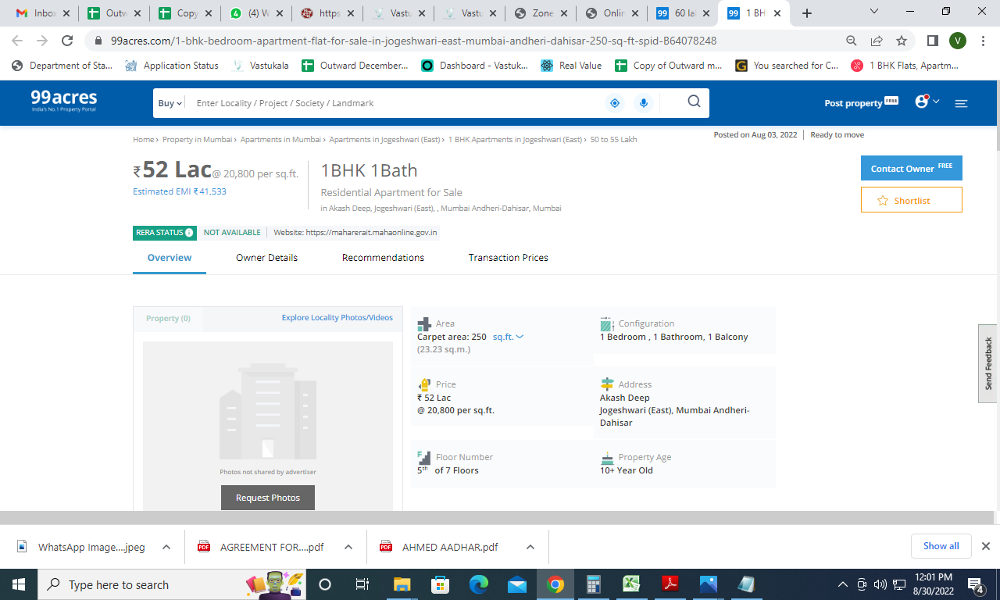 Inbox
Outw
Copy
(4) W
https
Vastu
Vastu
Zone
Onlin
60 la
1 BH
99acres.com/1-bhk-bedroom-apartment-flat-for-sale-in-jogeshwari-east-mumbai-andheri-dahisar-250-sq-ft-spid-B64078248
V
Department of Sta...
Application Status
Vastukala
Outward December...
Dashboard - Vastuk...
Real Value
Copy of Outward m...
You searched for C...
1 BHK Flats, Apartm...
99acres
India's No.1 Property Portal
Buy
Enter Locality / Project / Society / Landmark
Post property FREE
Home › Property in Mumbai › Apartments in Mumbai › Apartments in Jogeshwari (East) › 1 BHK Apartments in Jogeshwari (East) › 50 to 55 Lakh
Posted on Aug 03, 2022 | Ready to move
₹ 52 Lac @ 20,800 per sq.ft.
Estimated EMI ₹ 41,533
1BHK 1Bath
Residential Apartment for Sale
in Akash Deep, Jogeshwari (East), , Mumbai Andheri-Dahisar, Mumbai
Contact Owner FREE
Shortlist
RERA STATUS NOT AVAILABLE | Website: https://maharerait.mahaonline.gov.in
Overview
Owner Details
Recommendations
Transaction Prices
Property (0)
Explore Locality Photos/Videos
Photos not shared by advertiser
Request Photos
Area
Carpet area: 250 sq.ft.
(23.23 sq.m.)
Configuration
1 Bedroom , 1 Bathroom, 1 Balcony
Price
₹ 52 Lac
@ 20,800 per sq.ft.
Address
Akash Deep
Jogeshwari (East), Mumbai Andheri-
Dahisar
Floor Number
5th of 7 Floors
Property Age
10+ Year Old
Send Feedback
WhatsApp Image....jpeg
AGREEMENT FOR....pdf
AHMED AADHAR.pdf
Show all
Type here to search
12:01 PM
8/30/2022
4